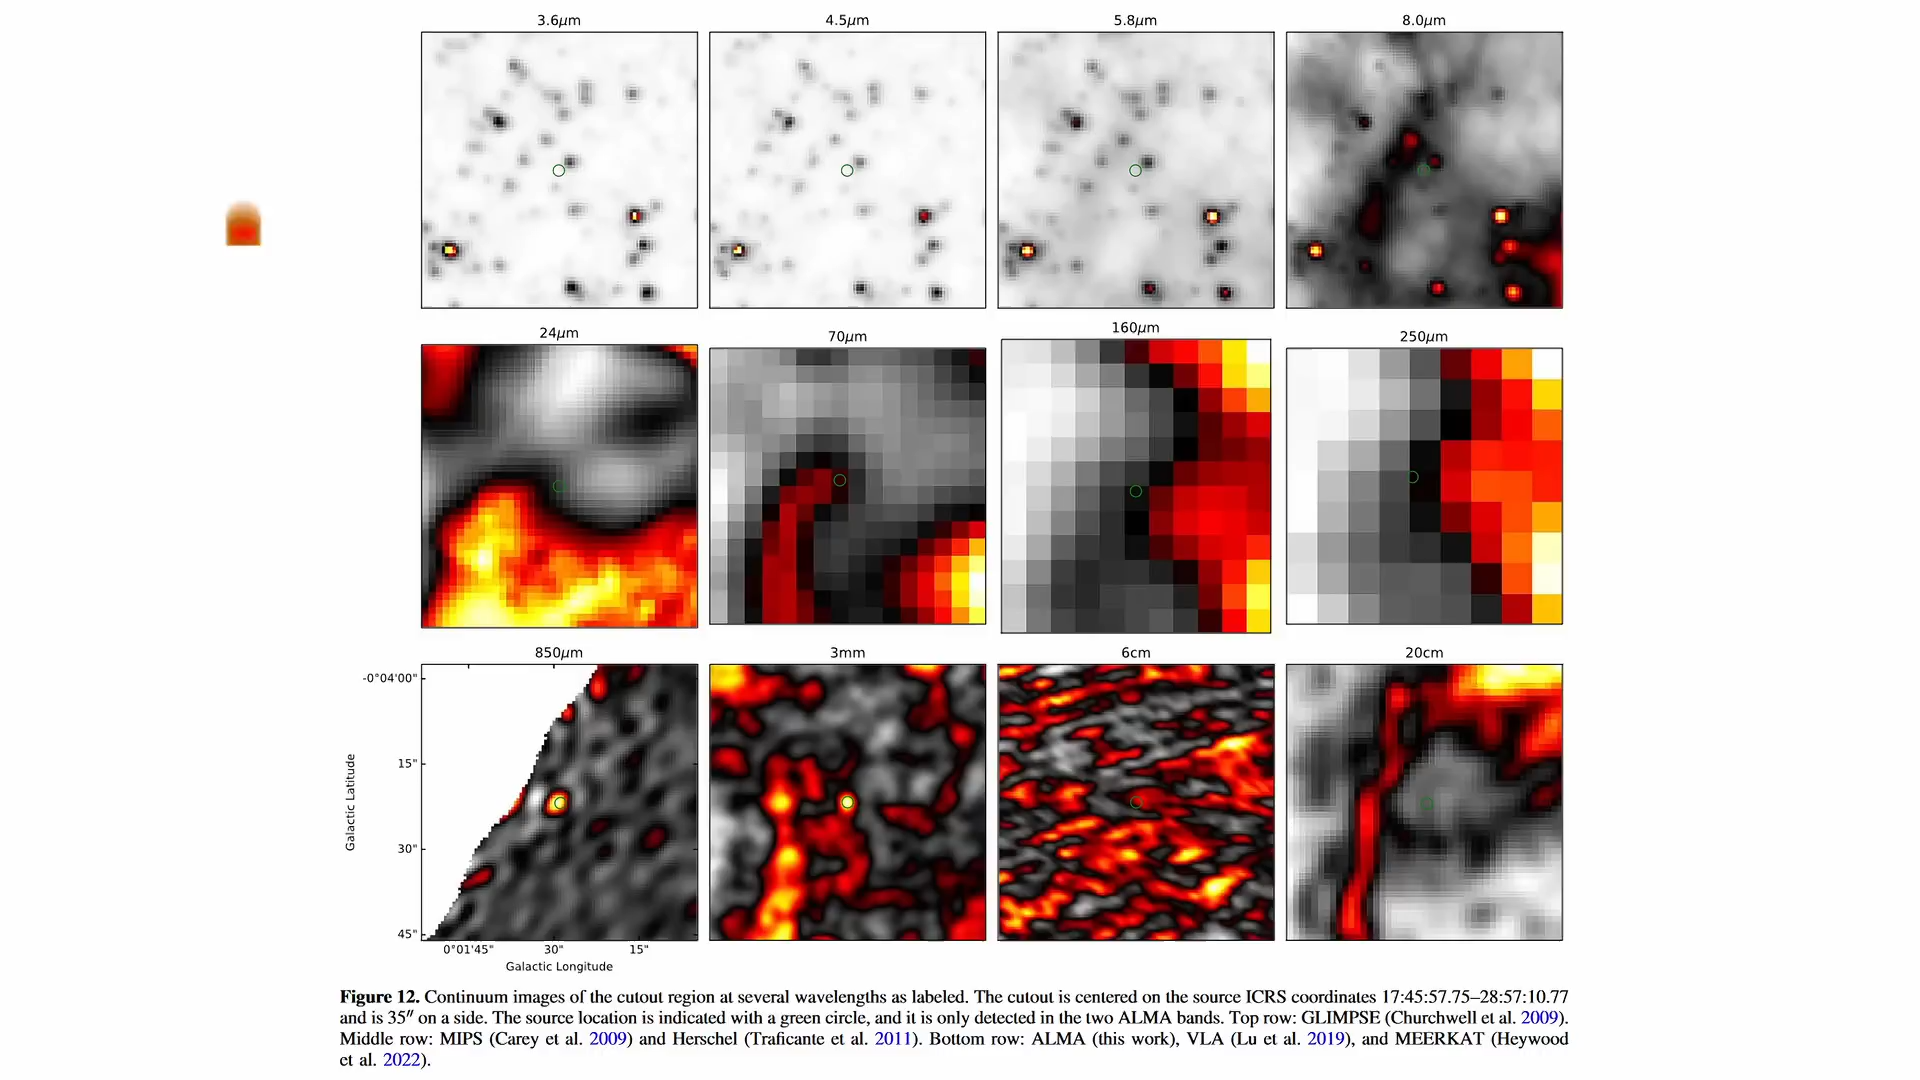 3.6μm 4.5μm 5.8μm 8.0μm
24μm 70μm 160μm 250μm
850μm 3mm 6cm 20cm
-0°04'00"
15"
30"
45"
Galactic Latitude
0°01'45" 30" 15"
Galactic Longitude
Figure 12. Continuum images of the cutout region at several wavelengths as labeled. The cutout is centered on the source ICRS coordinates 17:45:57.75–28:57:10.77
and is 35″ on a side. The source location is indicated with a green circle, and it is only detected in the two ALMA bands. Top row: GLIMPSE (Churchwell et al. 2009).
Middle row: MIPS (Carey et al. 2009) and Herschel (Traficante et al. 2011). Bottom row: ALMA (this work), VLA (Lu et al. 2019), and MEERKAT (Heywood
et al. 2022).